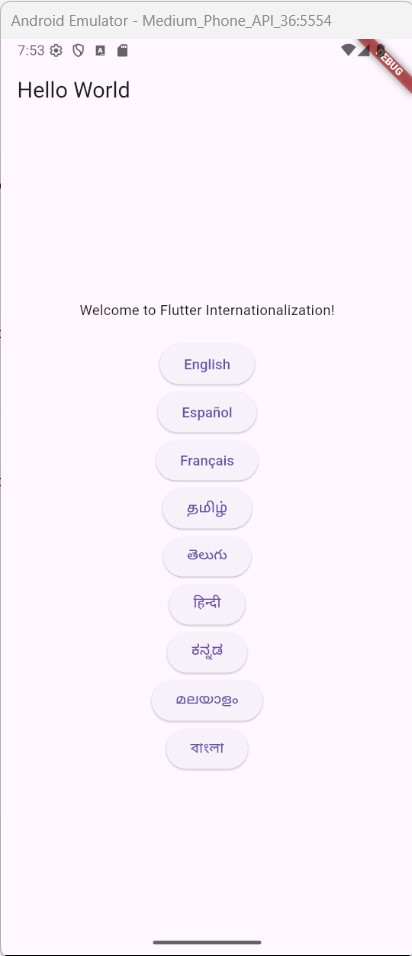 Android Emulator - Medium_Phone_API_36:5554
7:53
DEBUG
Hello World
Welcome to Flutter Internationalization!
English
Español
Français
தமிழ்
తెలుగు
हिन्दी
ಕನ್ನಡ
മലയാളം
বাংলা